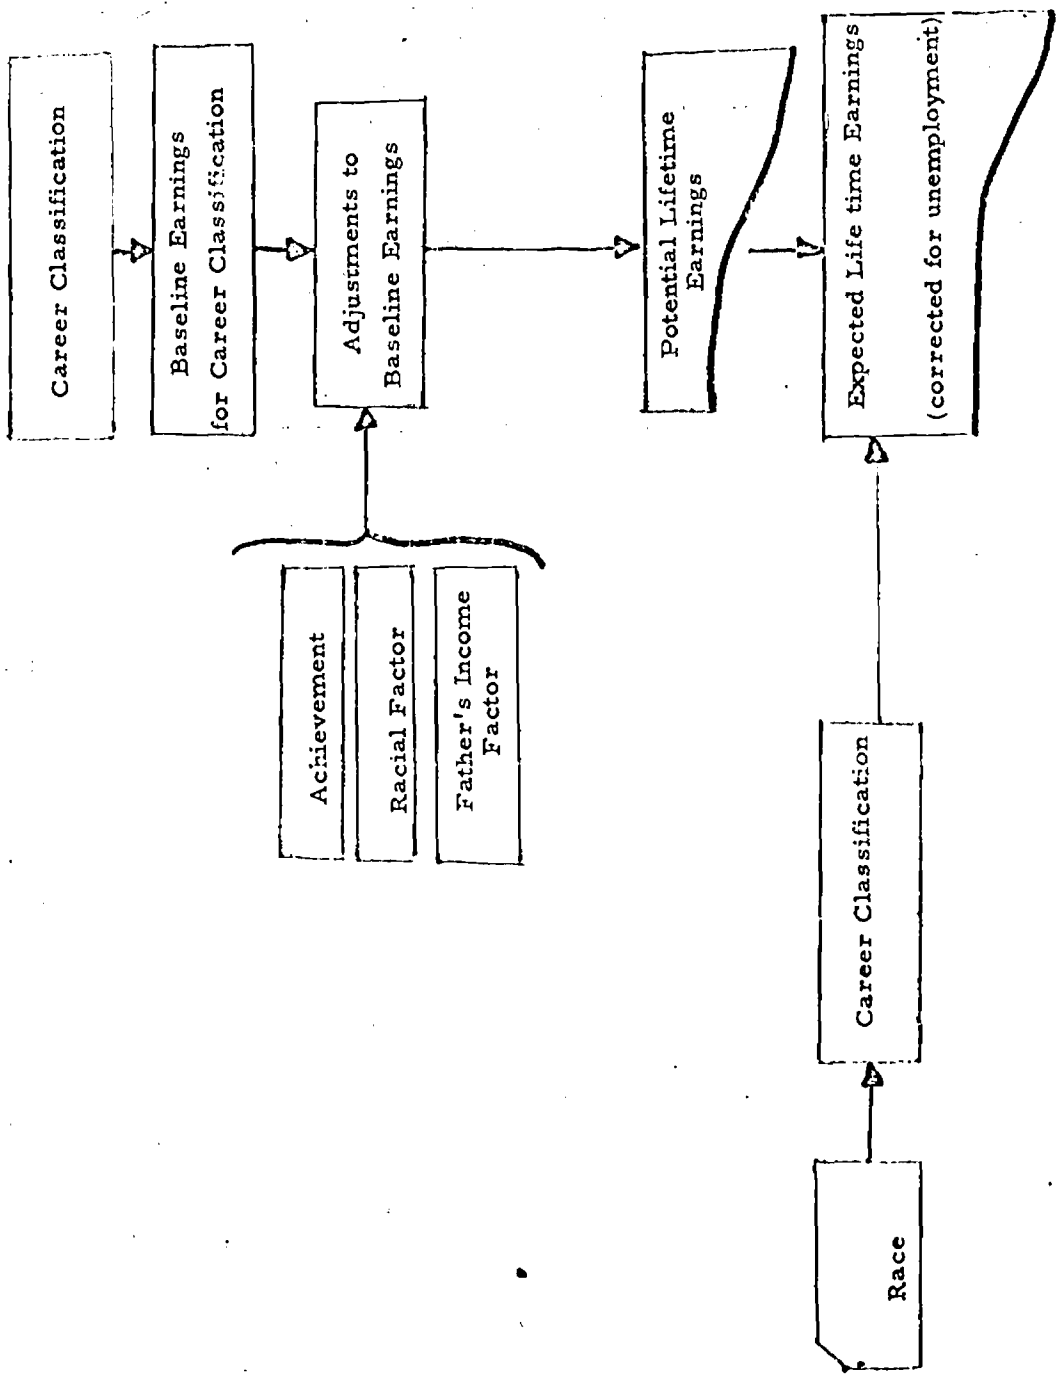 Career Classification
Baseline Earnings
for Career Classification
Adjustments to
Baseline Earnings
Achievement
Racial Factor
Father's Income
Factor
Potential Lifetime
Earnings
Expected Life time Earnings
(corrected for unemployment)
Career Classification
Race